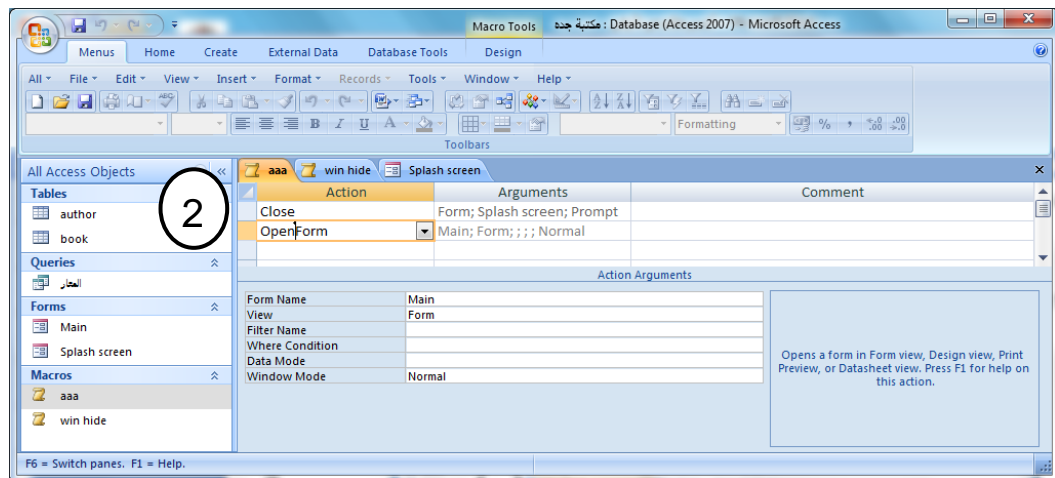 Macro Tools مكتبة جده : Database (Access 2007) - Microsoft Access
Menus Home Create External Data Database Tools Design
All File Edit View Insert Format Records Tools Window Help
B I U A Formatting % , .0 .00 .00 .0
Toolbars
All Access Objects «
aaa win hide Splash screen
Tables
author
book
Queries
Forms
Main
Splash screen
Macros
aaa
win hide
2
Action Arguments Comment
Close Form; Splash screen; Prompt
OpenForm Main; Form; ; ; ; Normal
Action Arguments
Form Name Main
View Form
Filter Name
Where Condition
Data Mode
Window Mode Normal
Opens a form in Form view, Design view, Print
Preview, or Datasheet view. Press F1 for help on
this action.
F6 = Switch panes. F1 = Help.